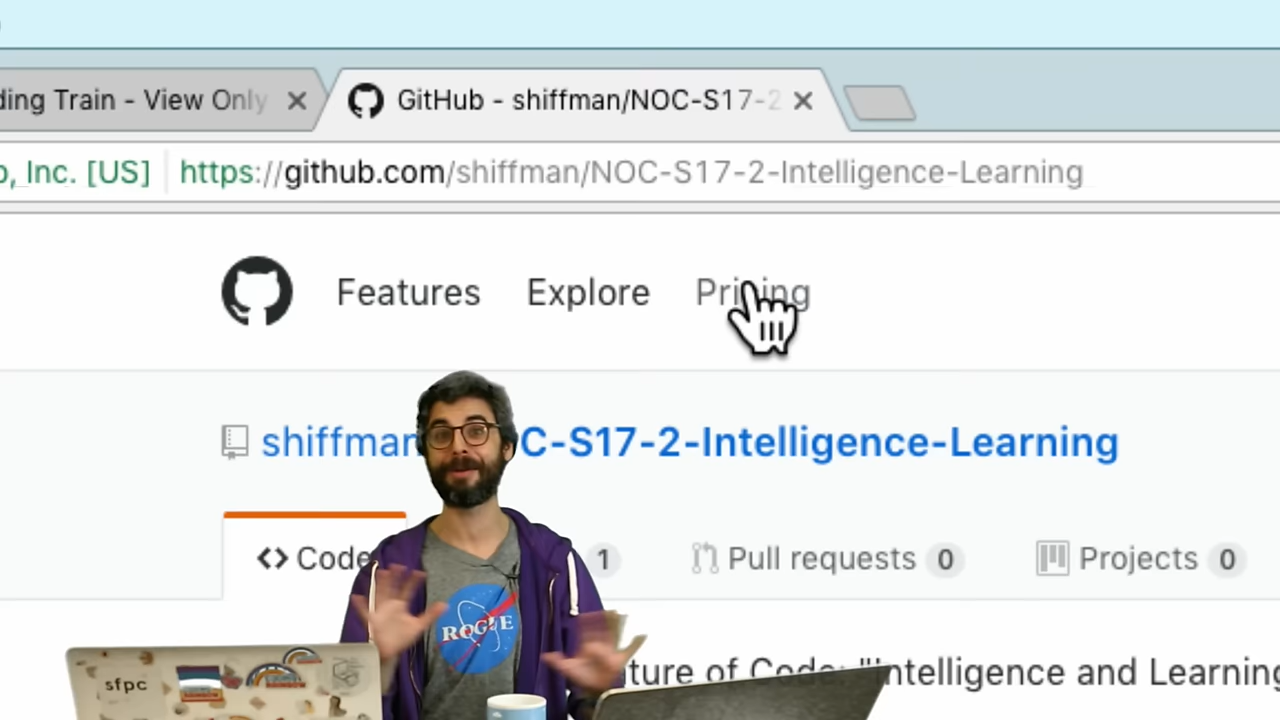 ding Train - View Only GitHub - shiffman/NOC-S17-2
o, Inc. [US] https://github.com/shiffman/NOC-S17-2-Intelligence-Learning
Features Explore Pricing
shiffman C-S17-2-Intelligence-Learning
Code 1 Pull requests 0 Projects 0
ROGUE
ture of Code: "Intelligence and Learning
sfpc